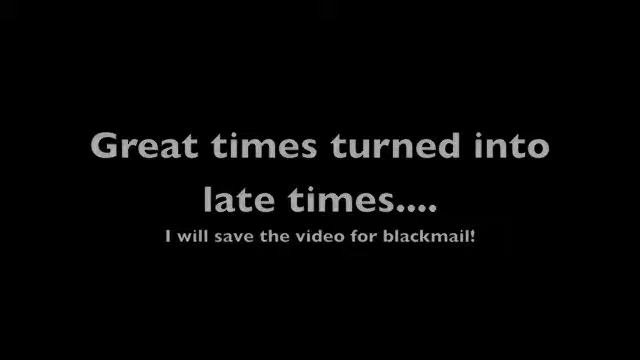 Great times turned into
late times....
I will save the video for blackmail!